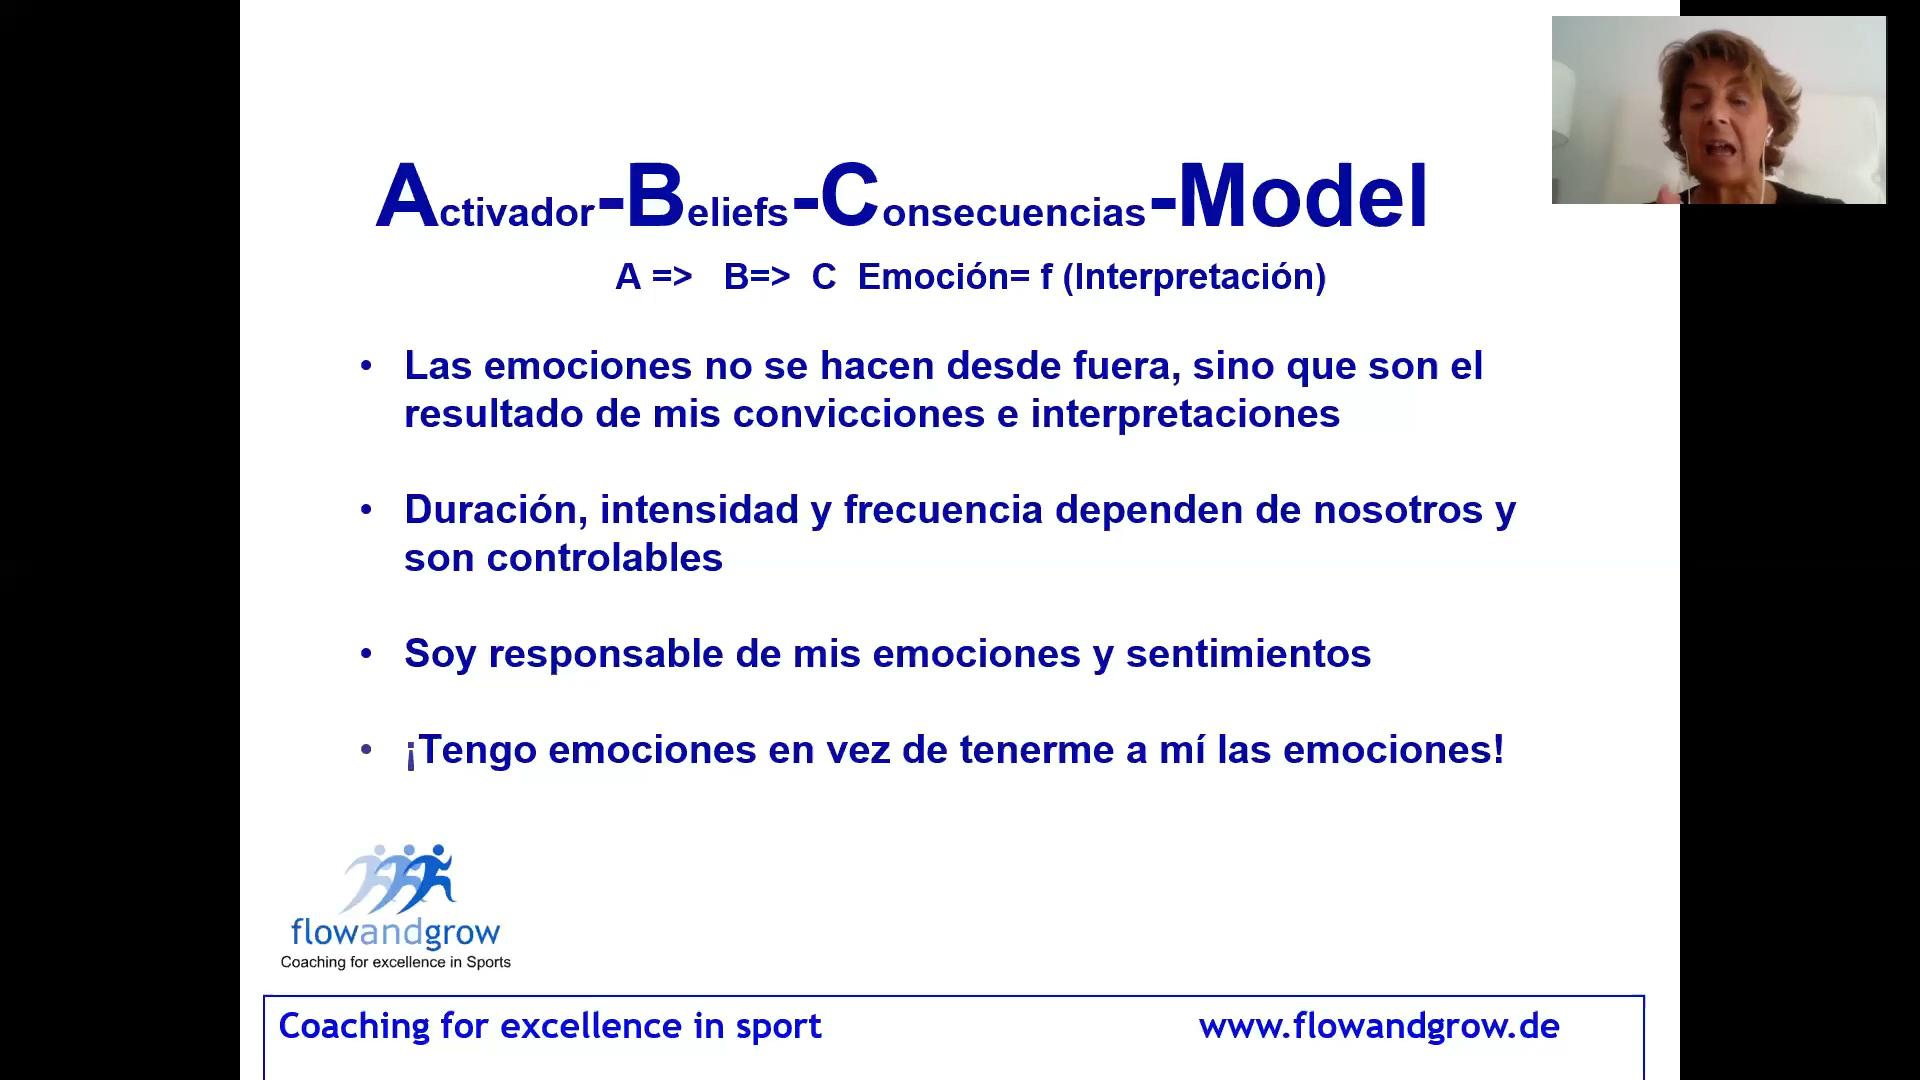 Activador-Beliefs-Consecuencias-Model
A => B=> C Emoción= f (Interpretación)
• Las emociones no se hacen desde fuera, sino que son el
resultado de mis convicciones e interpretaciones
• Duración, intensidad y frecuencia dependen de nosotros y
son controlables
• Soy responsable de mis emociones y sentimientos
• ¡Tengo emociones en vez de tenerme a mí las emociones!
flowandgrow
Coaching for excellence in Sports
Coaching for excellence in sport www.flowandgrow.de